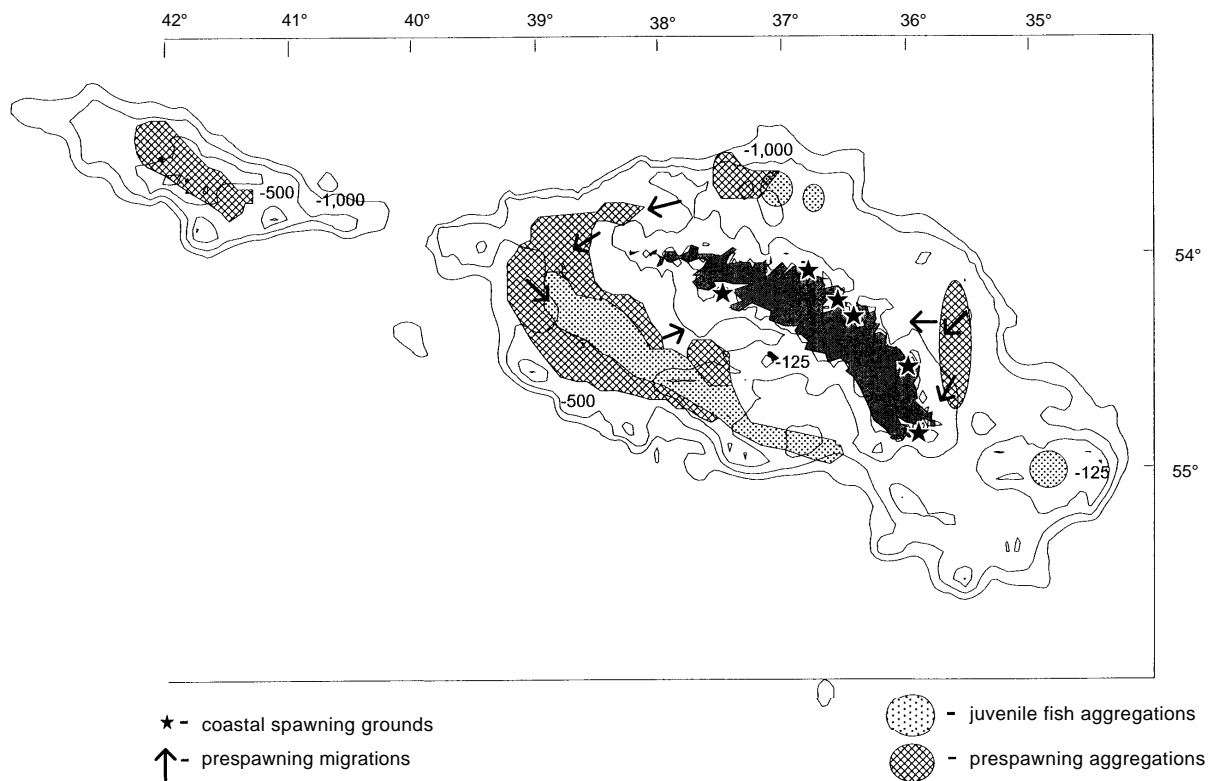 42° 41° 40° 39° 38° 37° 36° 35°
-1,000
-500 -1,000
54°
-125
-500
-125 55°
coastal spawning grounds
prespawning migrations
juvenile fish aggregations
prespawning aggregations